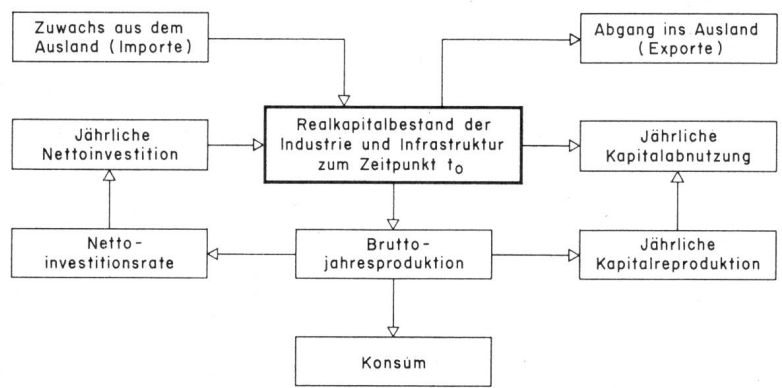 Zuwachs aus dem
Ausland (Importe)
Abgang ins Ausland
(Exporte)
Jährliche
Nettoinvestition
Realkapitalbestand der
Industrie und Infrastruktur
zum Zeitpunkt t₀
Jährliche
Kapitalabnutzung
Netto-
investitionsrate
Brutto-
jahresproduktion
Jährliche
Kapitalreproduktion
Konsum